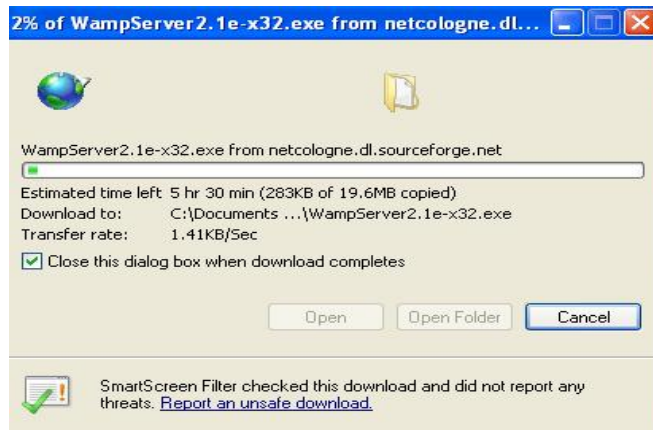 2% of WampServer2.1e-x32.exe from netcologne.dl...
WampServer2.1e-x32.exe from netcologne.dl.sourceforge.net
Estimated time left 5 hr 30 min (283KB of 19.6MB copied)
Download to: C:\Documents ...\WampServer2.1e-x32.exe
Transfer rate: 1.41KB/Sec
Close this dialog box when download completes
Open Open Folder Cancel
SmartScreen Filter checked this download and did not report any
threats. Report an unsafe download.